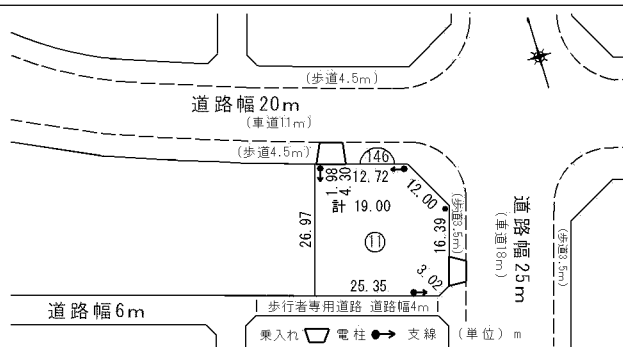 (歩道4.5m)
道路幅20m
(車道11m)
(歩道4.5m)
146
1.98
4.30
12.72
計 19.00
12.00
26.97
11
16.39
(歩道3.5m)
道路幅25m
(車道18m)
(歩道3.5m)
3.02
25.35
道路幅6m
歩行者専用道路 道路幅4m
乗入れ 電柱 支線 (単位) m